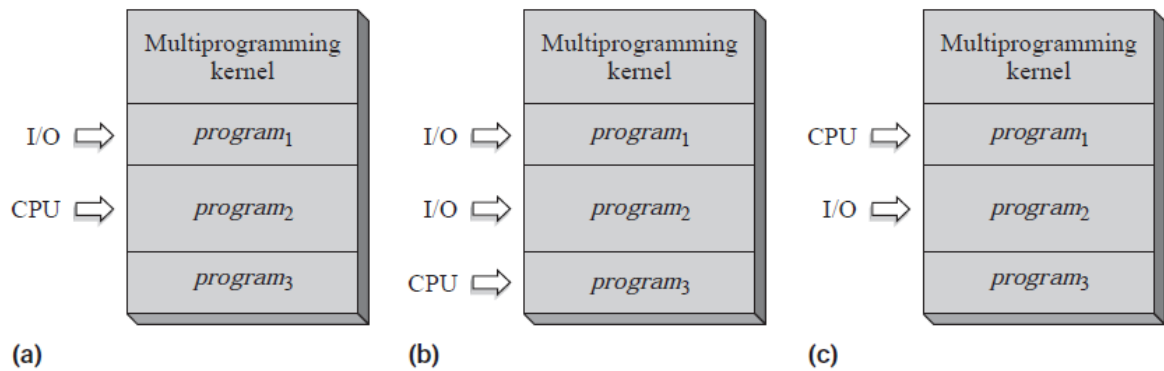 Multiprogramming
kernel
I/O
program1
CPU
program2
program3
(a)
Multiprogramming
kernel
I/O
program1
I/O
program2
CPU
program3
(b)
Multiprogramming
kernel
CPU
program1
I/O
program2
program3
(c)